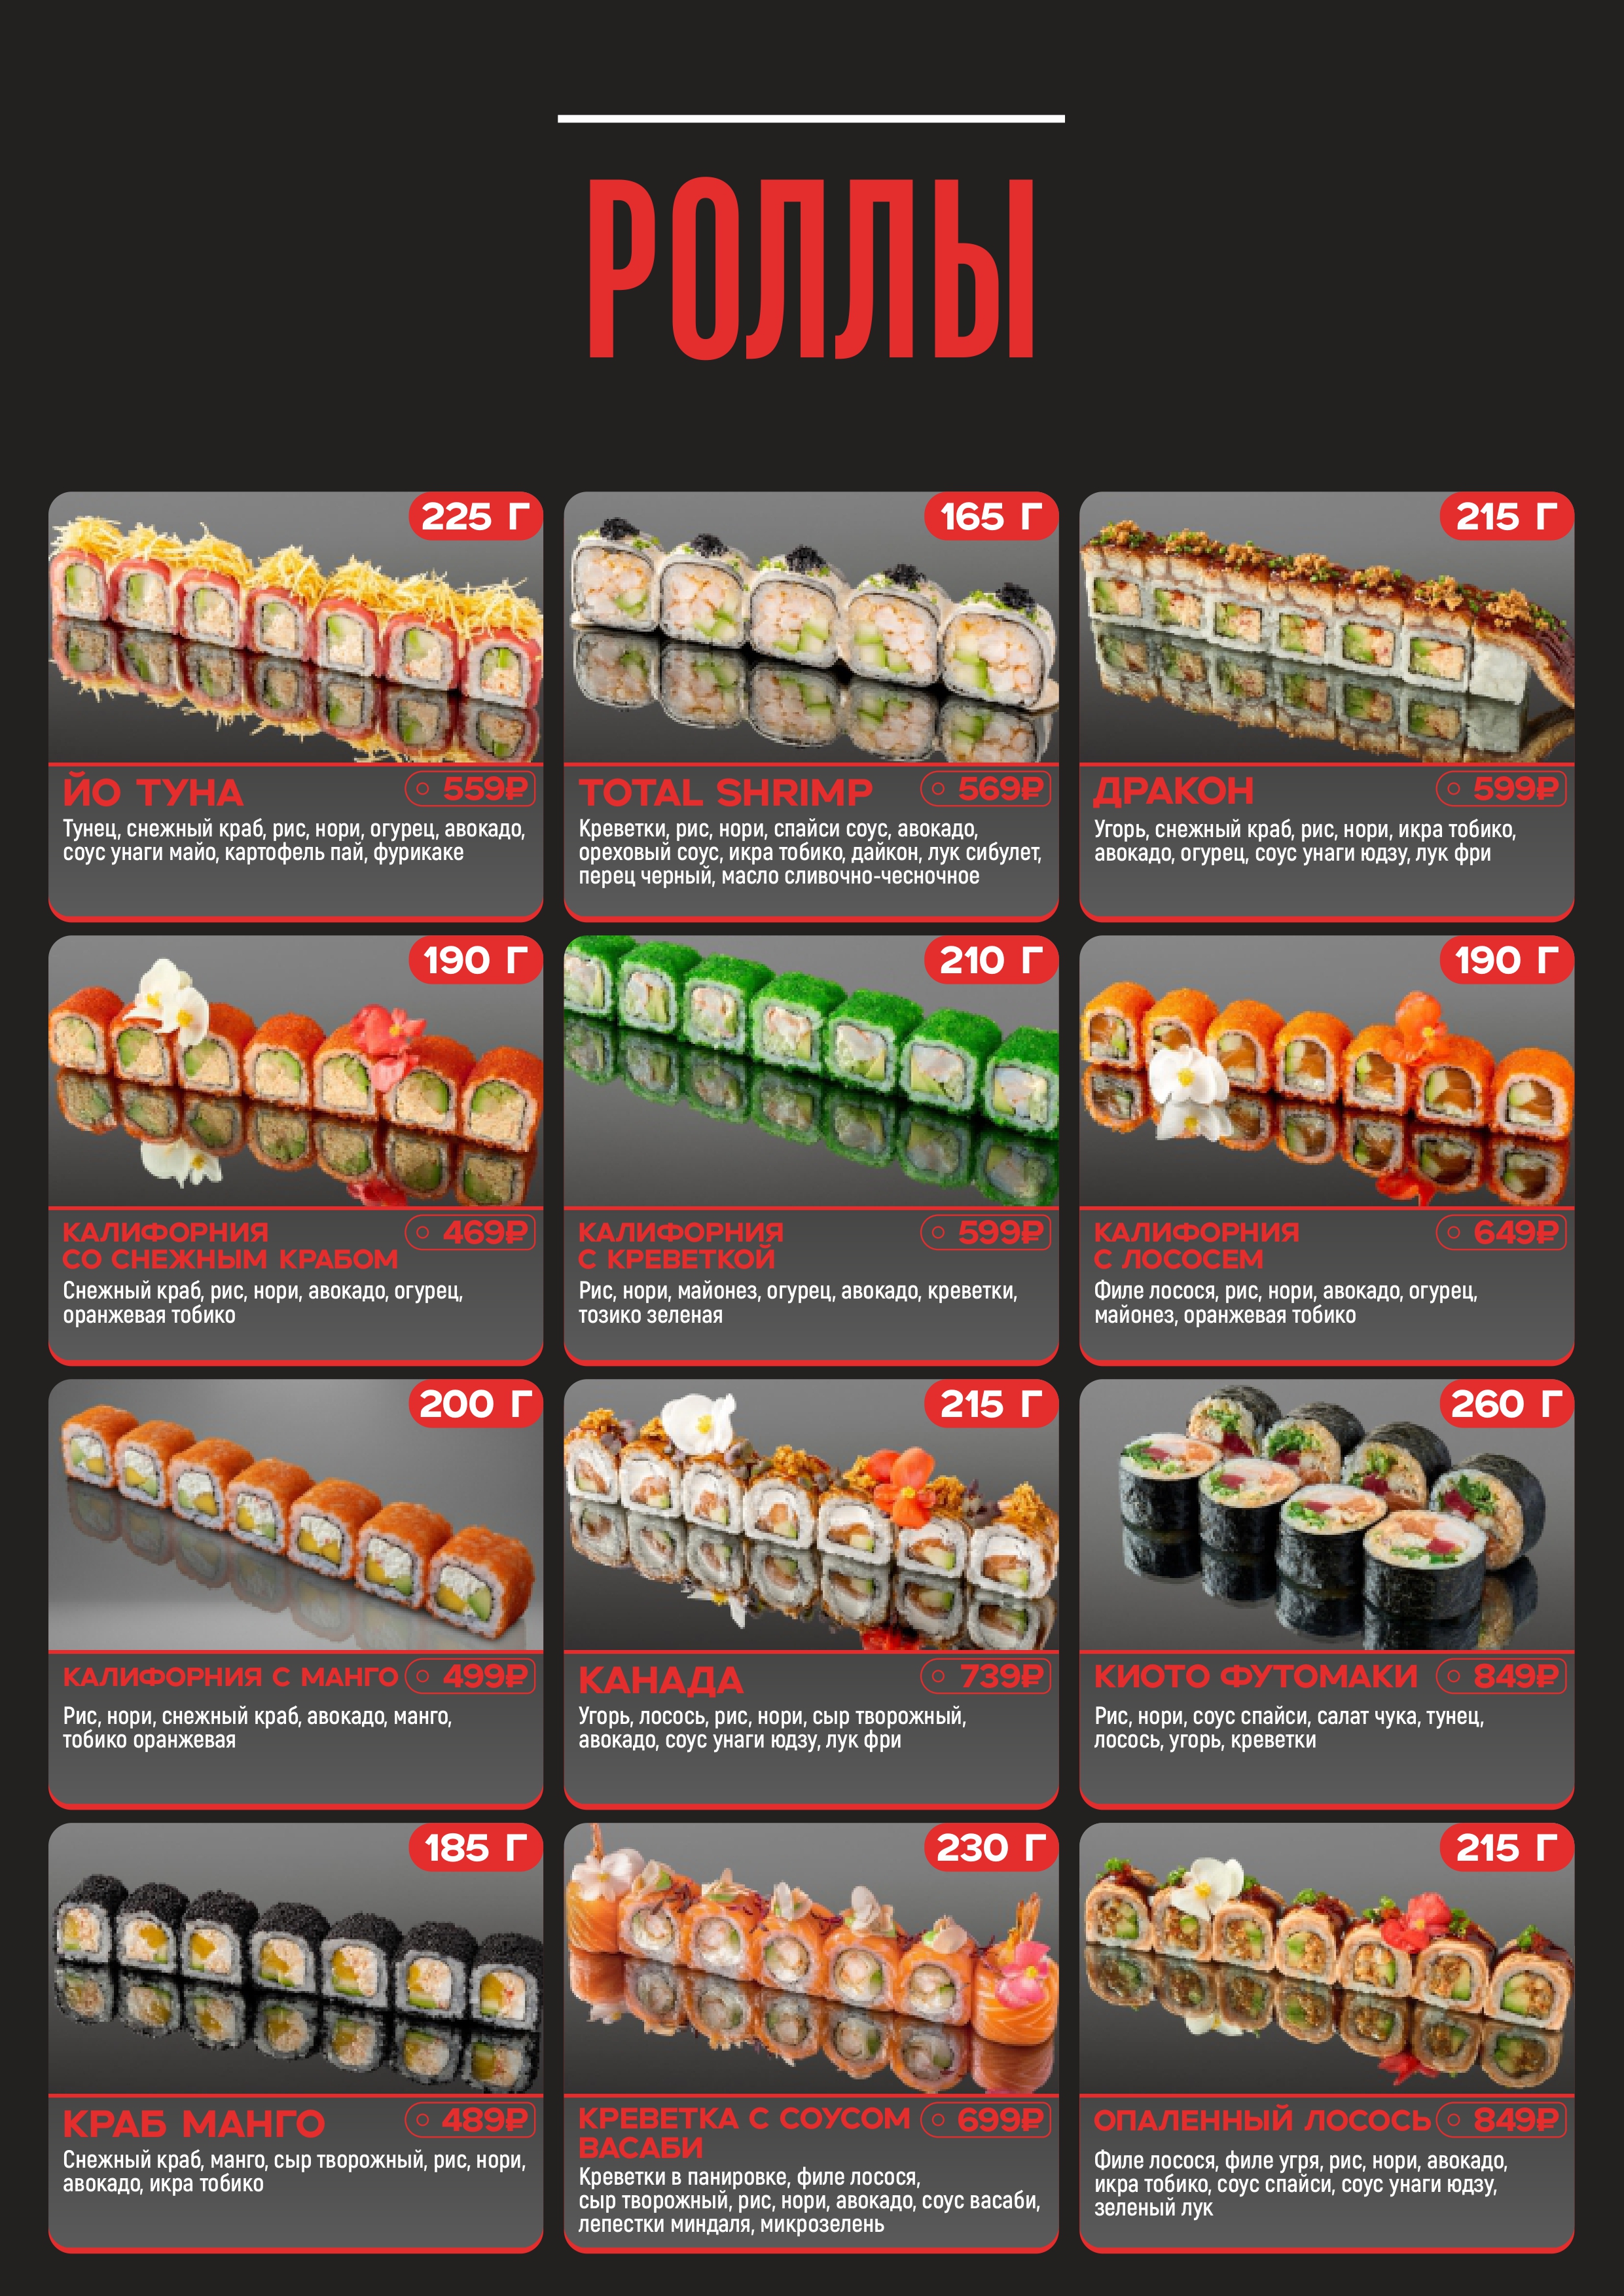 РОЛЛЫ
225 Г
ЙО ТУНА
559₽
Тунец, снежный краб, рис, нори, огурец, авокадо,
соус унаги майо, картофель пай, фурикаке
165 Г
TOTAL SHRIMP
569₽
Креветки, рис, нори, спайси соус, авокадо,
ореховый соус, икра тобико, дайкон, лук сибулет,
перец черный, масло сливочно-чесночное
215 Г
ДРАКОН
599₽
Угорь, снежный краб, рис, нори, икра тобико,
авокадо, огурец, соус унаги юдзу, лук фри
190 Г
КАЛИФОРНИЯ
СО СНЕЖНЫМ КРАБОМ
469₽
Снежный краб, рис, нори, авокадо, огурец,
оранжевая тобико
210 Г
КАЛИФОРНИЯ
С КРЕВЕТКОЙ
599₽
Рис, нори, майонез, огурец, авокадо, креветки,
тозико зеленая
190 Г
КАЛИФОРНИЯ
С ЛОСОСЕМ
649₽
Филе лосося, рис, нори, авокадо, огурец,
майонез, оранжевая тобико
200 Г
КАЛИФОРНИЯ С МАНГО
499₽
Рис, нори, снежный краб, авокадо, манго,
тобико оранжевая
215 Г
КАНАДА
739₽
Угорь, лосось, рис, нори, сыр творожный,
авокадо, соус унаги юдзу, лук фри
260 Г
КИОТО ФУТОМАКИ
849₽
Рис, нори, соус спайси, салат чука, тунец,
лосось, угорь, креветки
185 Г
КРАБ МАНГО
489₽
Снежный краб, манго, сыр творожный, рис, нори,
авокадо, икра тобико
230 Г
КРЕВЕТКА С СОУСОМ
ВАСАБИ
699₽
Креветки в панировке, филе лосося,
сыр творожный, рис, нори, авокадо, соус васаби,
лепестки миндаля, микрозелень
215 Г
ОПАЛЕННЫЙ ЛОСОСЬ
849₽
Филе лосося, филе угря, рис, нори, авокадо,
икра тобико, соус спайси, соус унаги юдзу,
зеленый лук